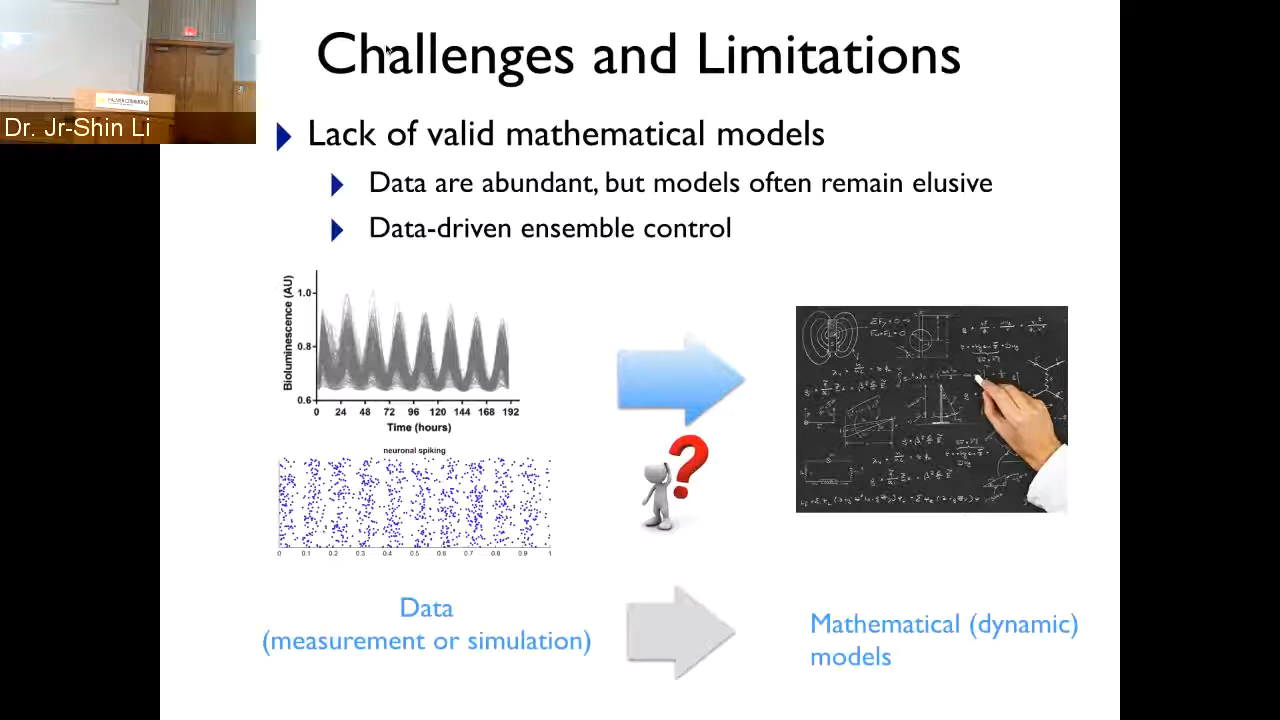 Challenges and Limitations
PALMER COMMONS
Dr. Jr-Shin Li
Lack of valid mathematical models
Data are abundant, but models often remain elusive
Data-driven ensemble control
Bioluminescence (AU)
1.0
0.8
0.6
0 24 48 72 96 120 144 168 192
Time (hours)
neuronal spiking
0 0.1 0.2 0.3 0.4 0.5 0.6 0.7 0.8 0.9 1
?
Data
(measurement or simulation)
Mathematical (dynamic)
models